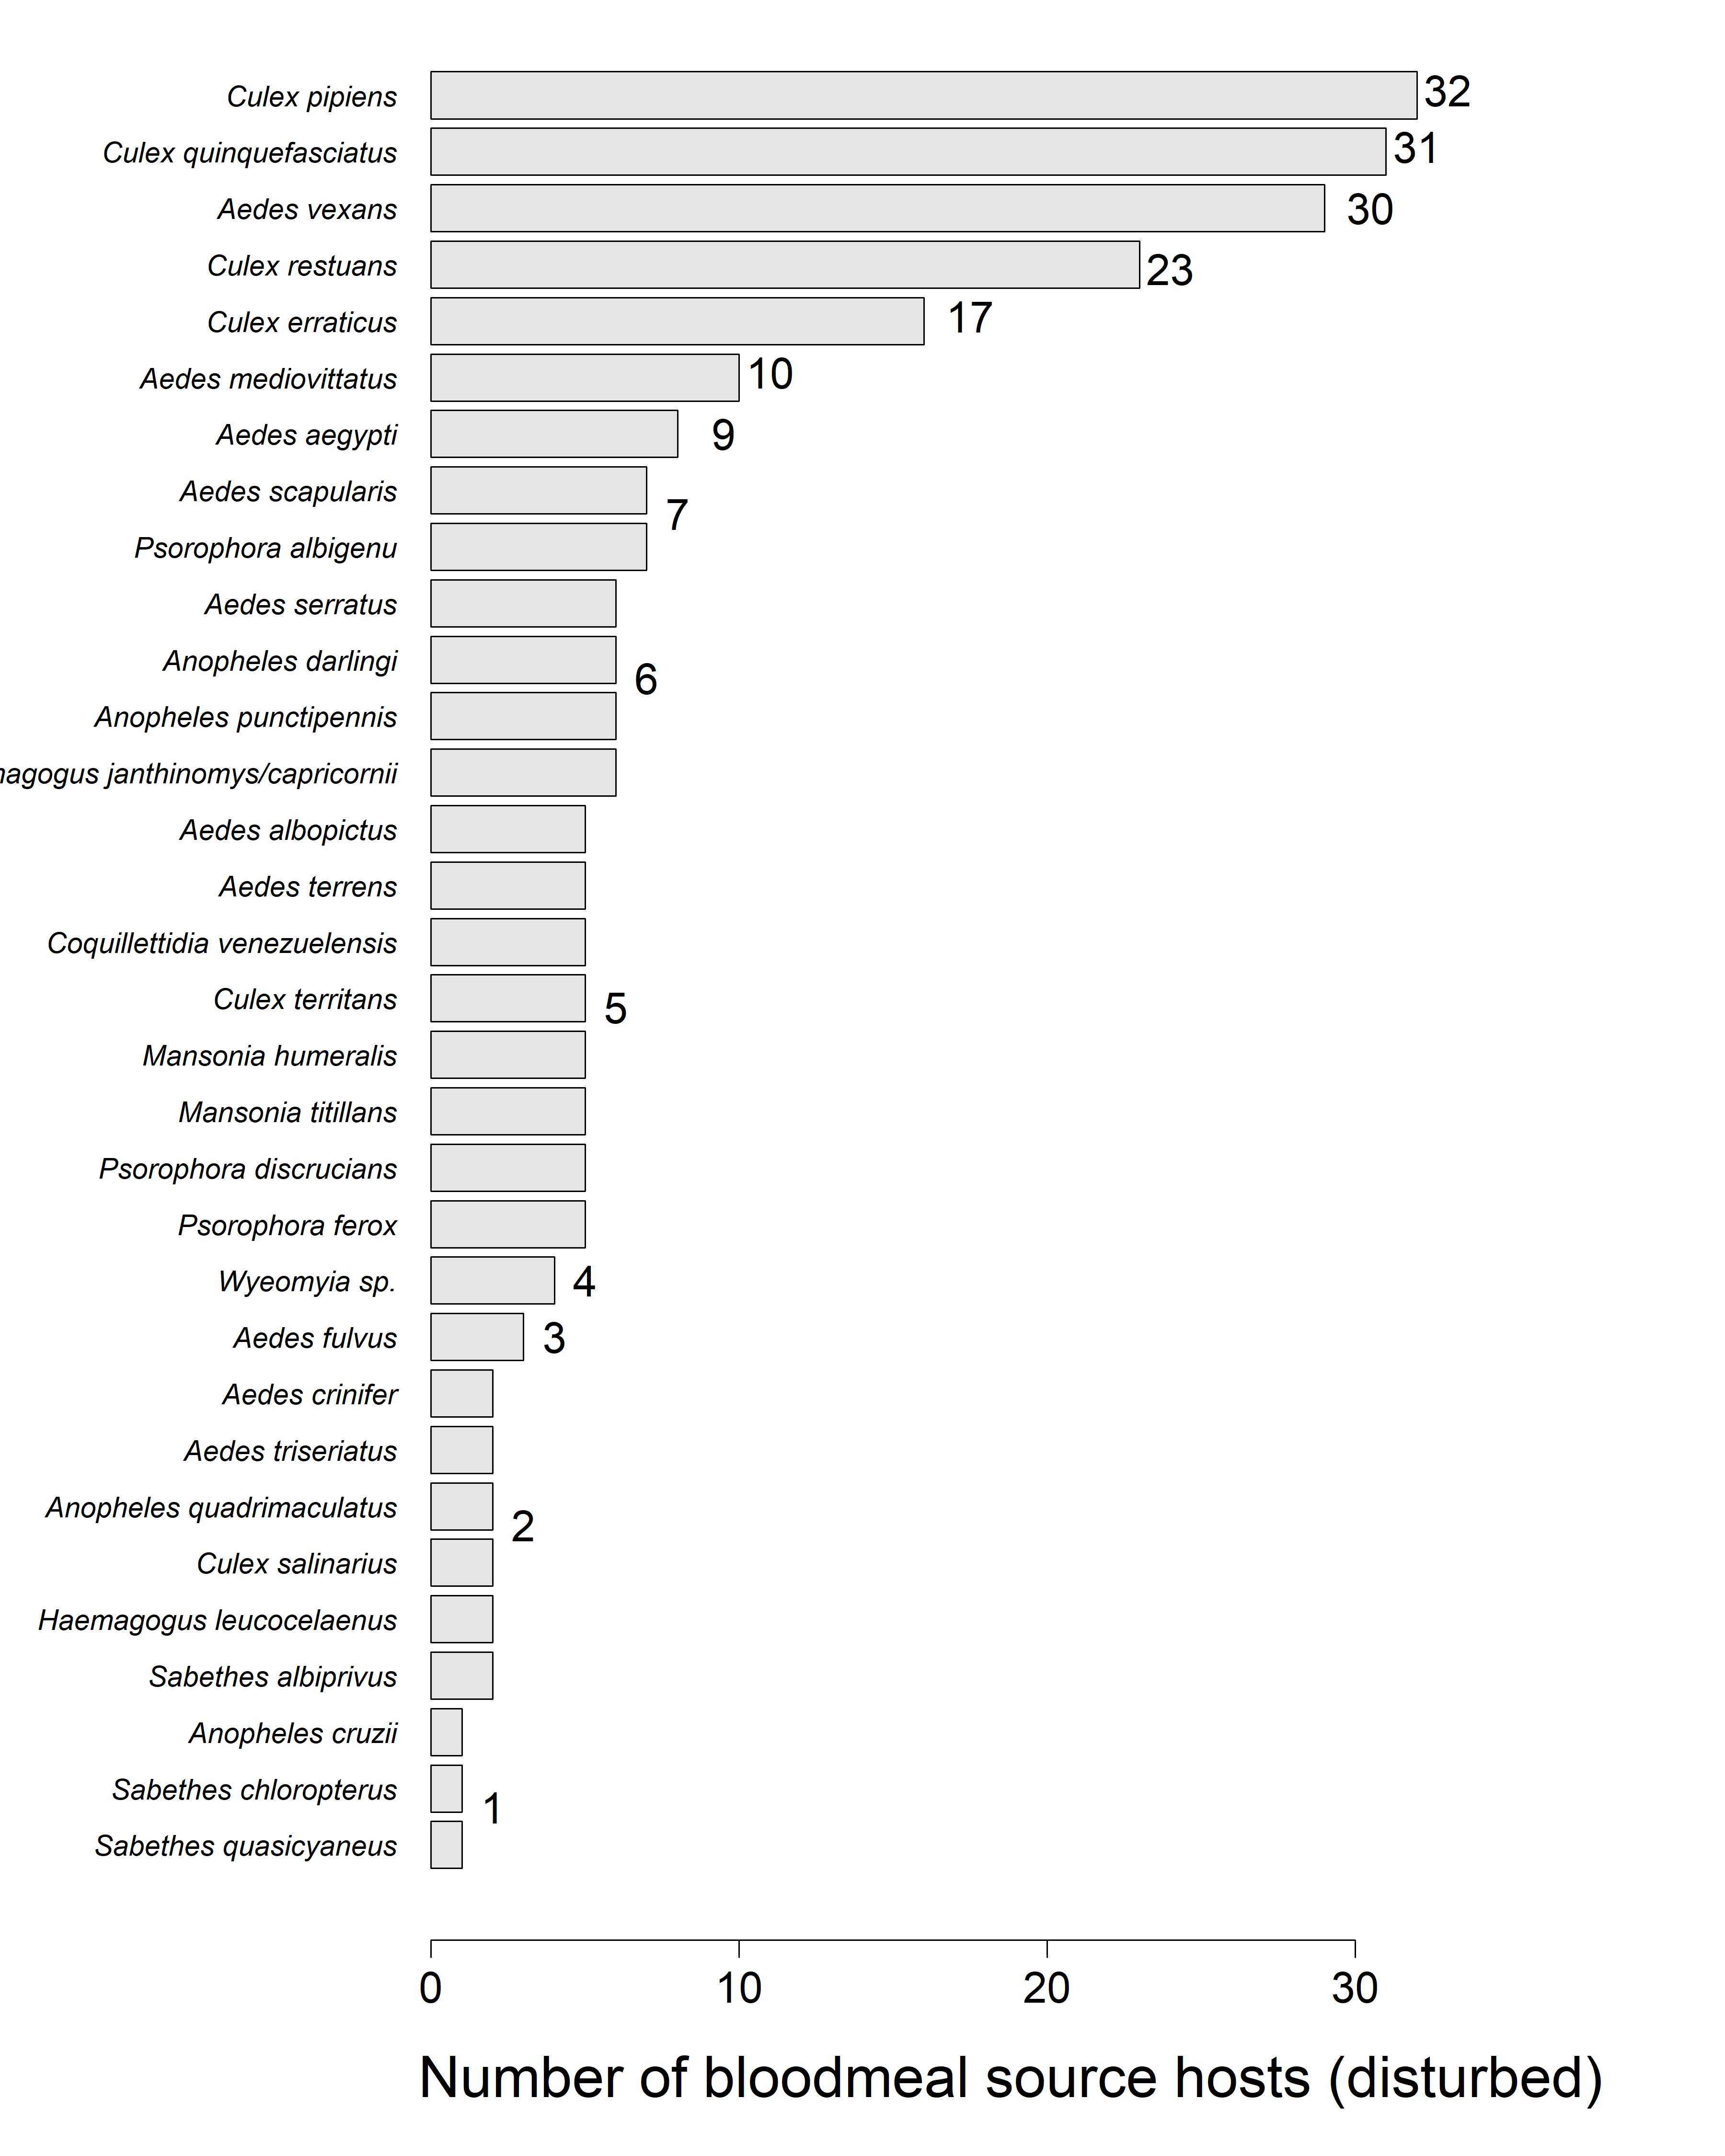 Culex pipiens 32
Culex quinquefasciatus 31
Aedes vexans 30
Culex restuans 23
Culex erraticus 17
Aedes mediovittatus 10
Aedes aegypti 9
Aedes scapularis
7
Psorophora albigenu
Aedes serratus
Anopheles darlingi
6
Anopheles punctipennis
nagogus janthinomys/capricornii
Aedes albopictus
Aedes terrens
Coquillettidia venezuelensis
Culex territans 5
Mansonia humeralis
Mansonia titillans
Psorophora discrucians
Psorophora ferox
Wyeomyia sp. 4
Aedes fulvus 3
Aedes crinifer
Aedes triseriatus
Anopheles quadrimaculatus
2
Culex salinarius
Haemagogus leucocelaenus
Sabethes albiprivus
Anopheles cruzii
Sabethes chloropterus
1
Sabethes quasicyaneus
0 10 20 30
Number of bloodmeal source hosts (disturbed)